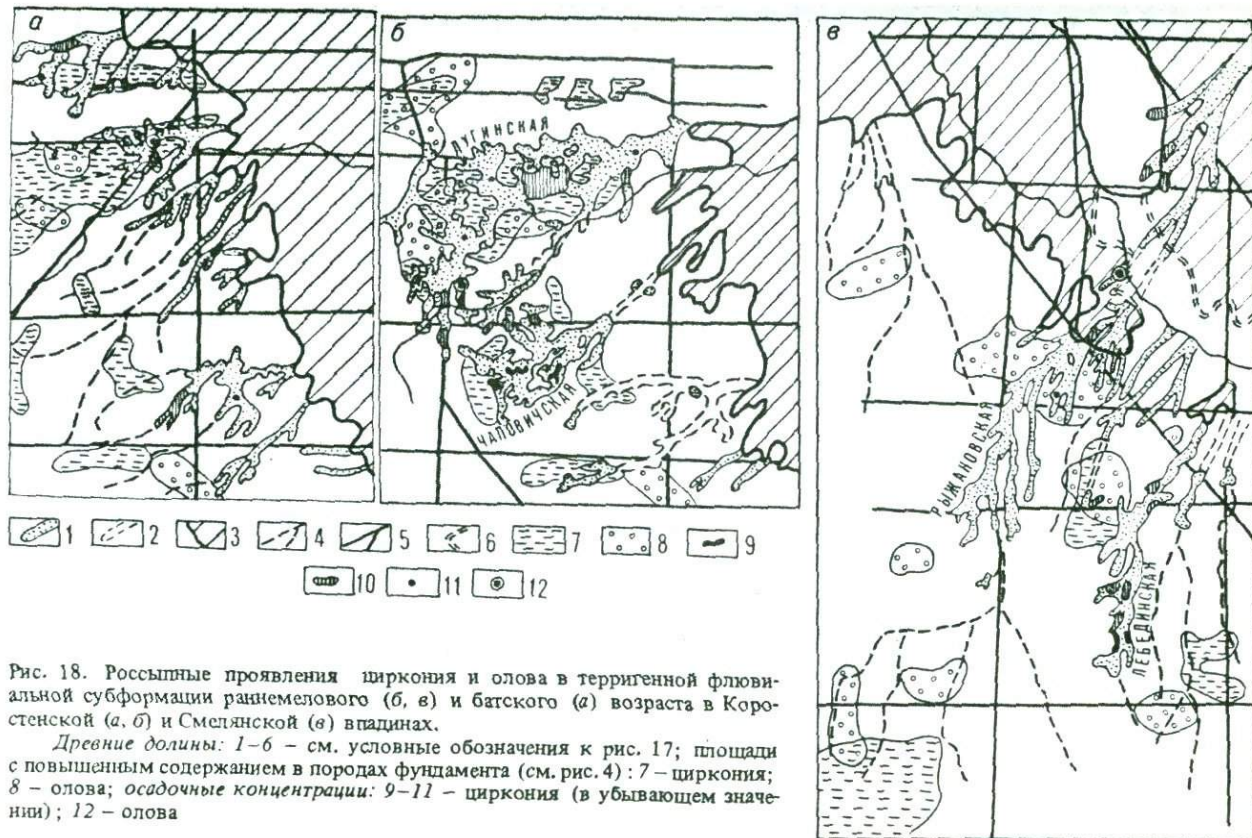 а
б
в
ЛУГИНСКАЯ
ЛУГИНСКАЯ
ЧАПОВИЧСКАЯ
РЫЖАНОВСКАЯ
ЛЕБЕДИНСКАЯ
1 2 3 4 5 6 7 8 9
10 11 12
Рис. 18. Россыпные проявления циркония и олова в терригенной флюви-
альной субформации раннемелового (б, в) и батского (а) возраста в Коро-
стенской (а, б) и Смелянской (в) впадинах.
Древние долины: 1–6 – см. условные обозначения к рис. 17; площади
с повышенным содержанием в породах фундамента (см. рис. 4) : 7 – циркония;
8 – олова; осадочные концентрации: 9–11 – циркония (в убывающем значе-
нии) ; 12 – олова